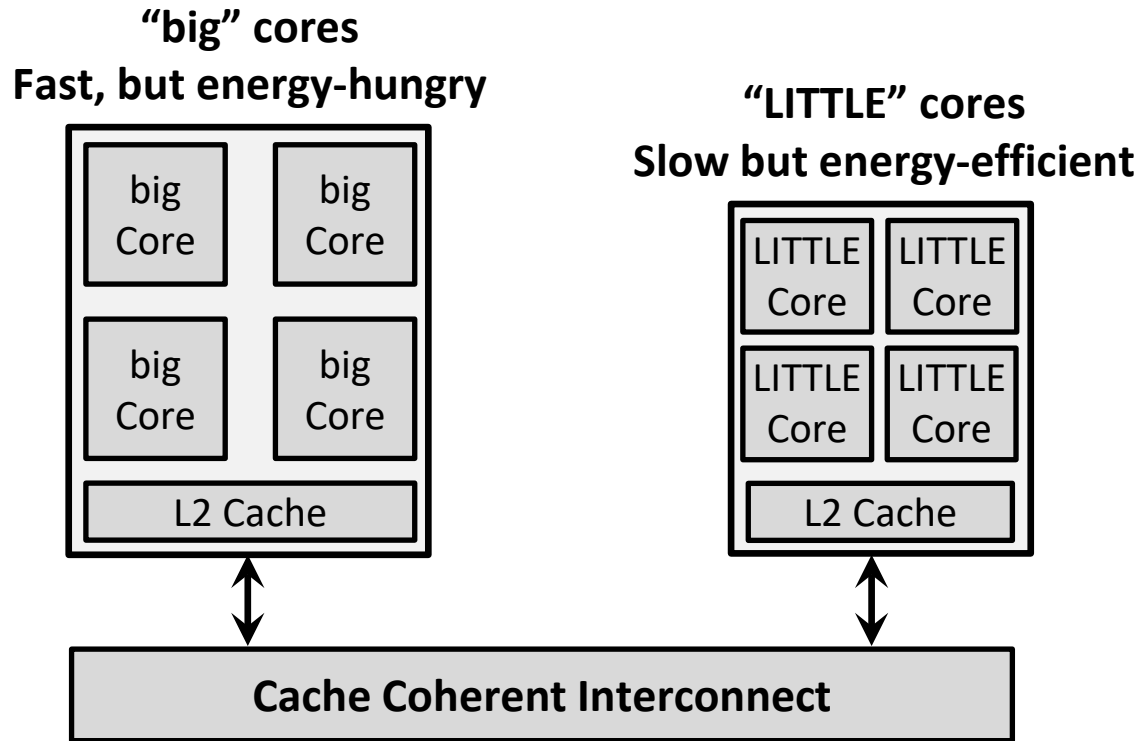 “big” cores
Fast, but energy-hungry
big
Core
big
Core
big
Core
big
Core
L2 Cache
“LITTLE” cores
Slow but energy-efficient
LITTLE
Core
LITTLE
Core
LITTLE
Core
LITTLE
Core
L2 Cache
Cache Coherent Interconnect